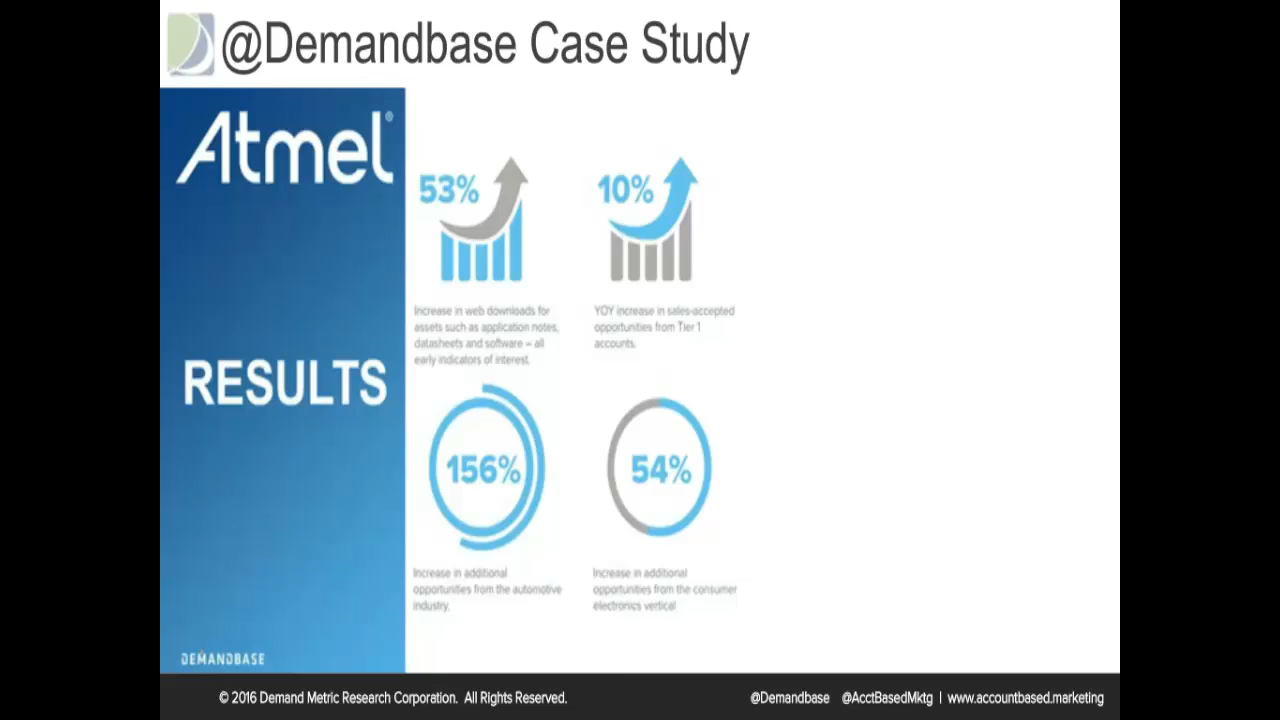 @Demandbase Case Study
Atmel®
RESULTS
DEMANDBASE
53%
Increase in web downloads for
assets such as application notes,
datasheets and software – all
early indicators of interest.
10%
YOY increase in sales-accepted
opportunities from Tier 1
accounts.
156%
Increase in additional
opportunities from the automotive
industry.
54%
Increase in additional
opportunities from the consumer
electronics vertical
© 2016 Demand Metric Research Corporation. All Rights Reserved.
@Demandbase @AcctBasedMktg | www.accountbased.marketing